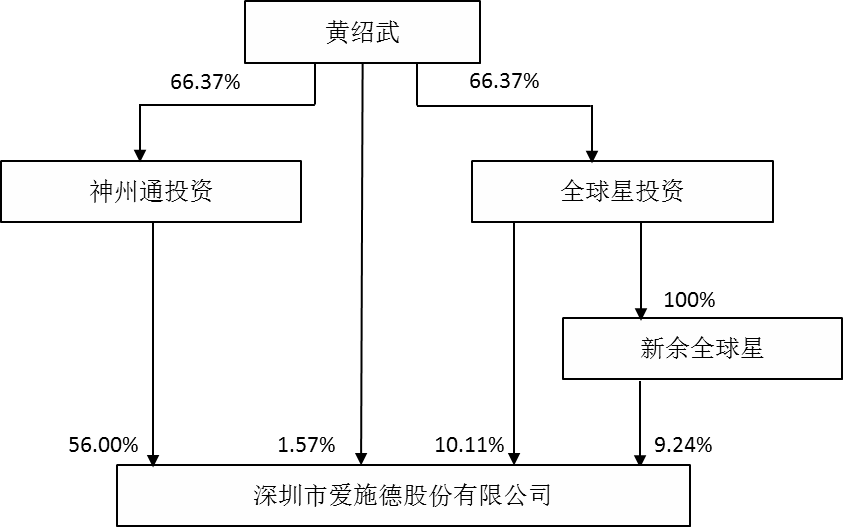 黄绍武
66.37%
66.37%
神州通投资
全球星投资
100%
新余全球星
56.00%
1.57%
10.11%
9.24%
深圳市爱施德股份有限公司